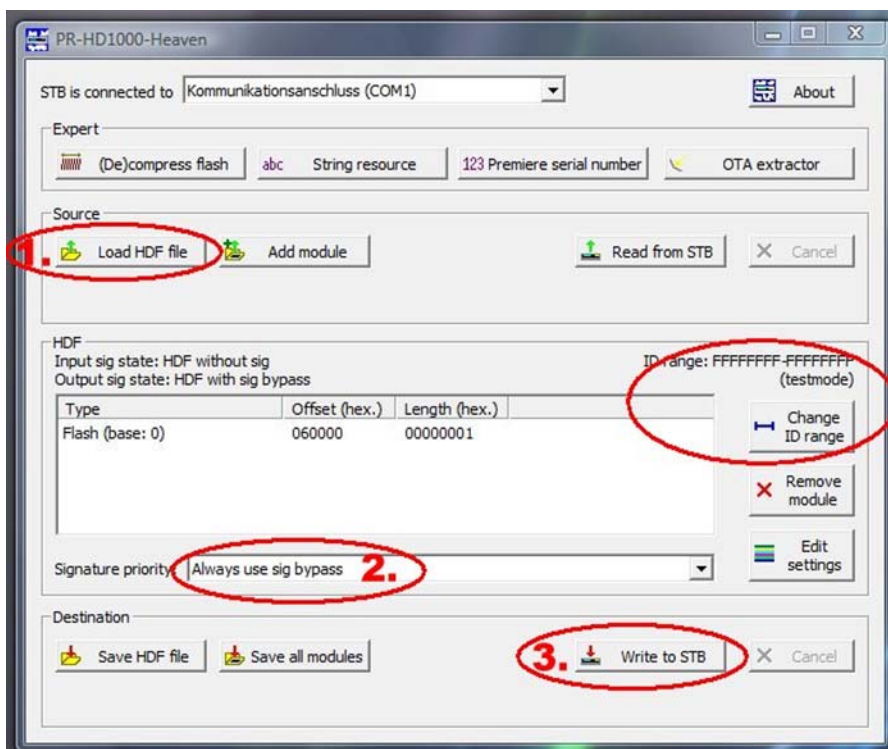 PR-HD1000-Heaven
STB is connected to Kommunikationsanschluss (COM1) About
Expert
(De)compress flash abc String resource 123 Premiere serial number OTA extractor
Source
1. Load HDF file Add module Read from STB Cancel
HDF
Input sig state: HDF without sig ID range: FFFFFFFF-FFFFFFFF
Output sig state: HDF with sig bypass (testmode)
Type Offset (hex.) Length (hex.)
Flash (base: 0) 060000 00000001
Change
ID range
Remove
module
Edit
settings
Signature priority: Always use sig bypass 2.
Destination
Save HDF file Save all modules 3. Write to STB Cancel